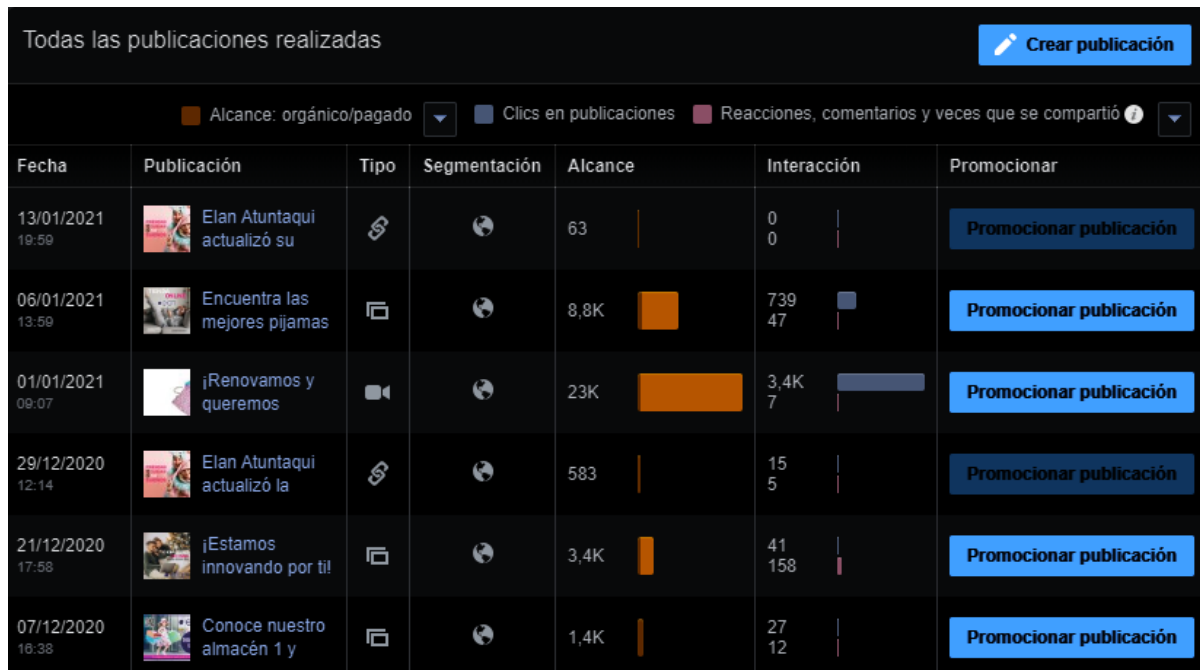 Todas las publicaciones realizadas
Crear publicación
Alcance: orgánico/pagado Clics en publicaciones Reacciones, comentarios y veces que se compartió
Fecha Publicación Tipo Segmentación Alcance Interacción Promocionar
13/01/2021
19:59
Elan Atuntaqui
actualizó su
63
0
0
Promocionar publicación
06/01/2021
13:59
Encuentra las
mejores pijamas
8,8K
739
47
Promocionar publicación
01/01/2021
09:07
¡Renovamos y
queremos
23K
3,4K
7
Promocionar publicación
29/12/2020
12:14
Elan Atuntaqui
actualizó la
583
15
5
Promocionar publicación
21/12/2020
17:58
¡Estamos
innovando por ti!
3,4K
41
158
Promocionar publicación
07/12/2020
16:38
Conoce nuestro
almacén 1 y
1,4K
27
12
Promocionar publicación